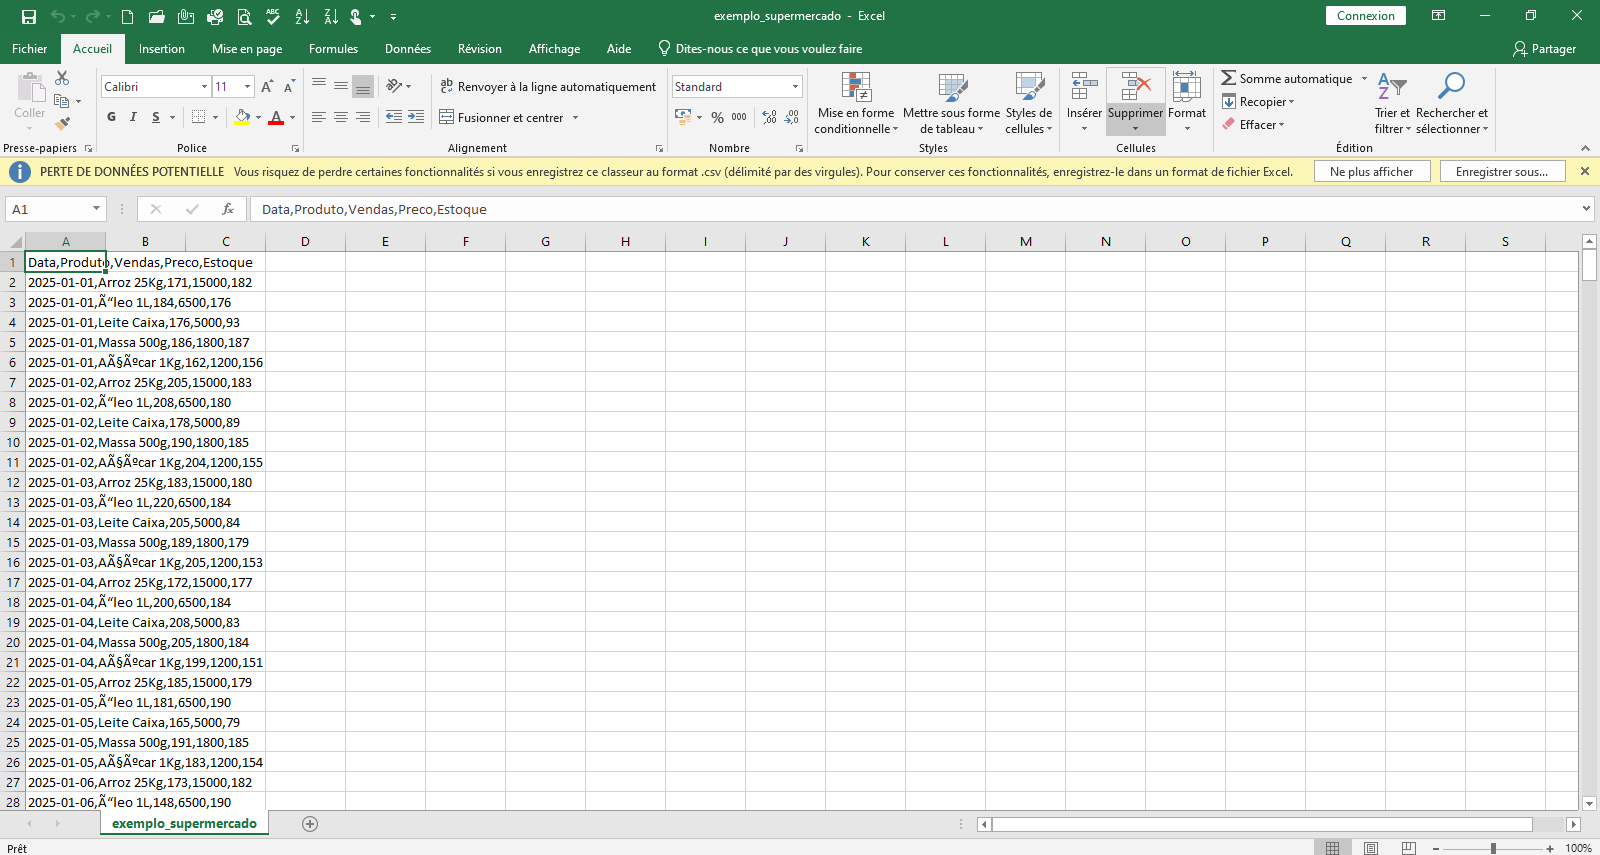 exemplo_supermercado - Excel
Connexion
Fichier Accueil Insertion Mise en page Formules Données Révision Affichage Aide Dites-nous ce que vous voulez faire Partager
Coller
Presse-papiers
Calibri 11
G I S
Police
Renvoyer à la ligne automatiquement
Fusionner et centrer
Alignement
Standard
% 000
Nombre
Mise en forme conditionnelle
Mettre sous forme de tableau
Styles de cellules
Styles
Insérer Supprimer Format
Cellules
Somme automatique
Recopier
Effacer
Trier et filtrer
Rechercher et sélectionner
Édition
PERTE DE DONNÉES POTENTIELLE Vous risquez de perdre certaines fonctionnalités si vous enregistrez ce classeur au format .csv (délimité par des virgules). Pour conserver ces fonctionnalités, enregistrez-le dans un format de fichier Excel. Ne plus afficher Enregistrer sous...
A1 fx Data,Produto,Vendas,Preco,Estoque
A B C D E F G H I J K L M N O P Q R S
1 Data,Produto,Vendas,Preco,Estoque
2 2025-01-01,Arroz 25Kg,171,15000,182
3 2025-01-01,Ã“leo 1L,184,6500,176
4 2025-01-01,Leite Caixa,176,5000,93
5 2025-01-01,Massa 500g,186,1800,187
6 2025-01-01,AÃ§Ãºcar 1Kg,162,1200,156
7 2025-01-02,Arroz 25Kg,205,15000,183
8 2025-01-02,Ã“leo 1L,208,6500,180
9 2025-01-02,Leite Caixa,178,5000,89
10 2025-01-02,Massa 500g,190,1800,185
11 2025-01-02,AÃ§Ãºcar 1Kg,204,1200,155
12 2025-01-03,Arroz 25Kg,183,15000,180
13 2025-01-03,Ã“leo 1L,220,6500,184
14 2025-01-03,Leite Caixa,205,5000,84
15 2025-01-03,Massa 500g,189,1800,179
16 2025-01-03,AÃ§Ãºcar 1Kg,205,1200,153
17 2025-01-04,Arroz 25Kg,172,15000,177
18 2025-01-04,Ã“leo 1L,200,6500,184
19 2025-01-04,Leite Caixa,208,5000,83
20 2025-01-04,Massa 500g,205,1800,184
21 2025-01-04,AÃ§Ãºcar 1Kg,199,1200,151
22 2025-01-05,Arroz 25Kg,185,15000,179
23 2025-01-05,Ã“leo 1L,181,6500,190
24 2025-01-05,Leite Caixa,165,5000,79
25 2025-01-05,Massa 500g,191,1800,185
26 2025-01-05,AÃ§Ãºcar 1Kg,183,1200,154
27 2025-01-06,Arroz 25Kg,173,15000,182
28 2025-01-06,Ã“leo 1L,148,6500,190
exemplo_supermercado
Prêt 100%